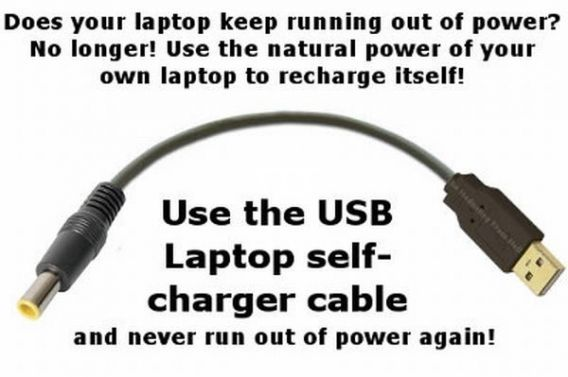 Does your laptop keep running out of power?
No longer! Use the natural power of your
own laptop to recharge itself!
Use the USB
Laptop self-
charger cable
and never run out of power again!